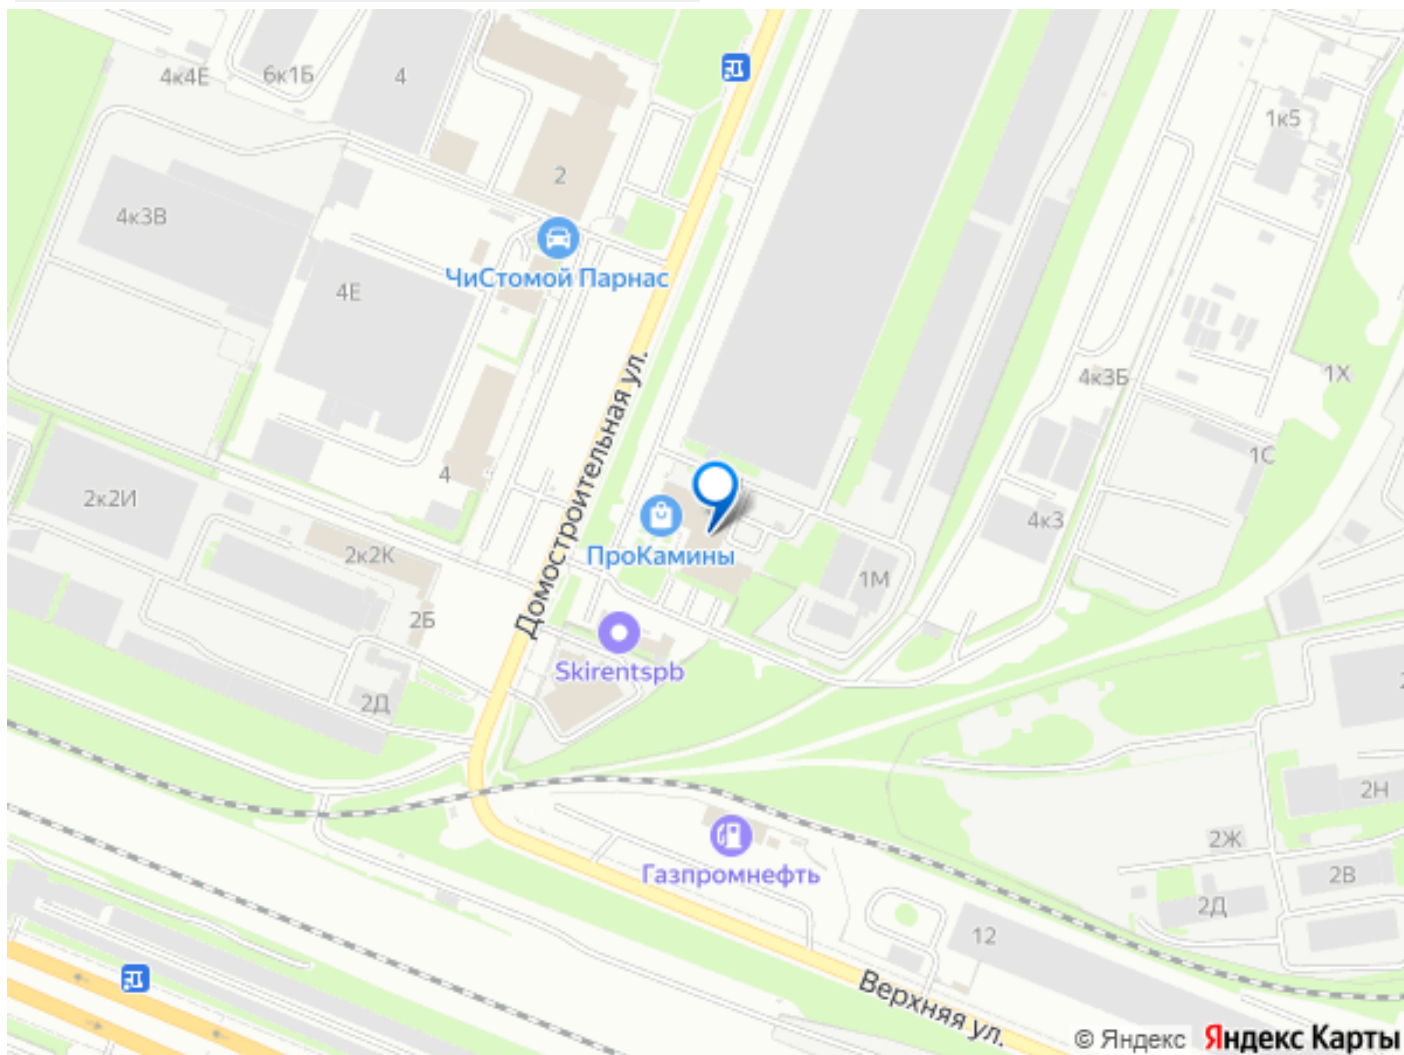 4к4Е
6к1Б
4
1к5
2
4к3В
ЧиСтомой Парнас
4Е
Домостроительная ул.
4к3Б
1Х
1С
4
2к2И
4к3
ПроКамины
2к2К
1М
2Б
Skirentspb
2Д
2Н
2Ж
Газпромнефть
2В
2Д
12
Верхняя ул.
© Яндекс Яндекс Карты